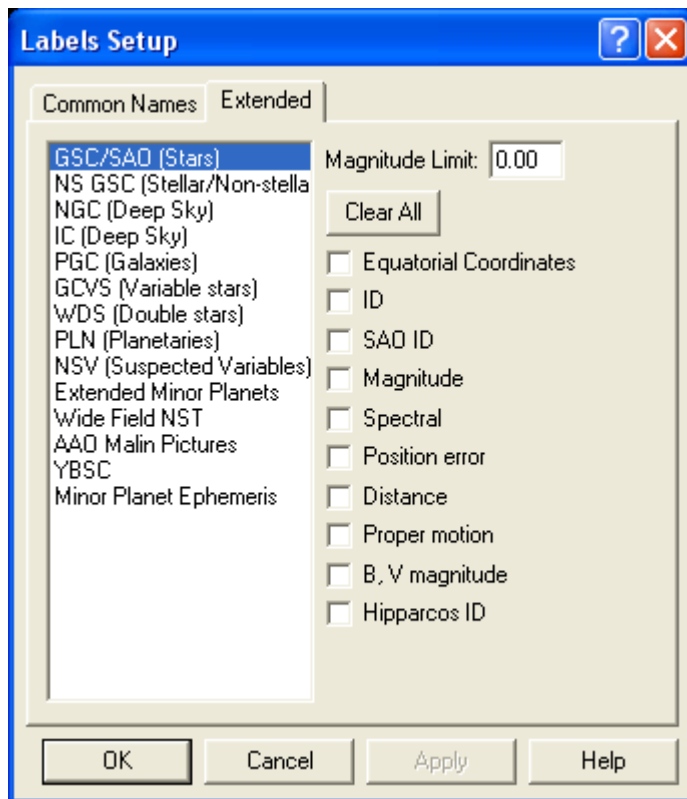 Labels Setup
Common Names
Extended
GSC/SAO (Stars)
NS GSC (Stellar/Non-stella
NGC (Deep Sky)
IC (Deep Sky)
PGC (Galaxies)
GCVS (Variable stars)
WDS (Double stars)
PLN (Planetaries)
NSV (Suspected Variables)
Extended Minor Planets
Wide Field NST
AAO Malin Pictures
YBSC
Minor Planet Ephemeris
Magnitude Limit: 0.00
Clear All
Equatorial Coordinates
ID
SAO ID
Magnitude
Spectral
Position error
Distance
Proper motion
B, V magnitude
Hipparcos ID
OK
Cancel
Apply
Help